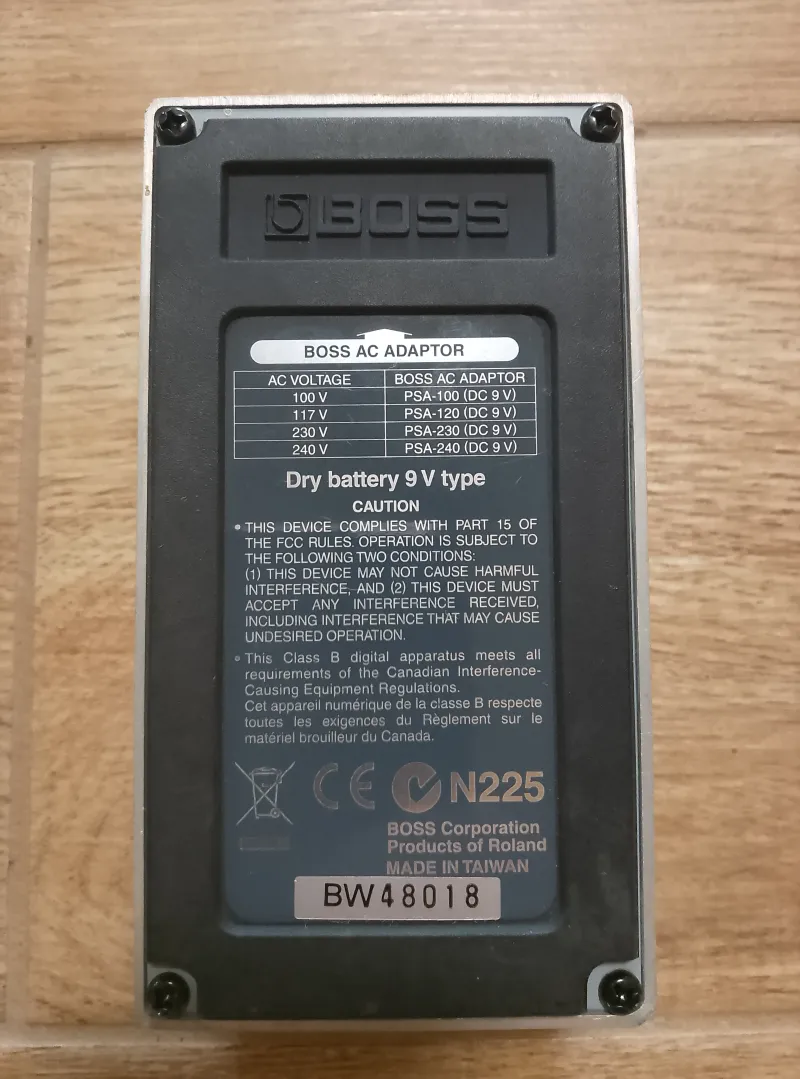 BOSS
BOSS AC ADAPTOR
AC VOLTAGE BOSS AC ADAPTOR
100 V PSA-100 (DC 9 V)
117 V PSA-120 (DC 9 V)
230 V PSA-230 (DC 9 V)
240 V PSA-240 (DC 9 V)
Dry battery 9 V type
CAUTION
• THIS DEVICE COMPLIES WITH PART 15 OF
THE FCC RULES. OPERATION IS SUBJECT TO
THE FOLLOWING TWO CONDITIONS:
(1) THIS DEVICE MAY NOT CAUSE HARMFUL
INTERFERENCE, AND (2) THIS DEVICE MUST
ACCEPT ANY INTERFERENCE RECEIVED,
INCLUDING INTERFERENCE THAT MAY CAUSE
UNDESIRED OPERATION.
• This Class B digital apparatus meets all
requirements of the Canadian Interference-
Causing Equipment Regulations.
Cet appareil numérique de la classe B respecte
toutes les exigences du Règlement sur le
matériel brouilleur du Canada.
CE N225
BOSS Corporation
Products of Roland
MADE IN TAIWAN
BW48018